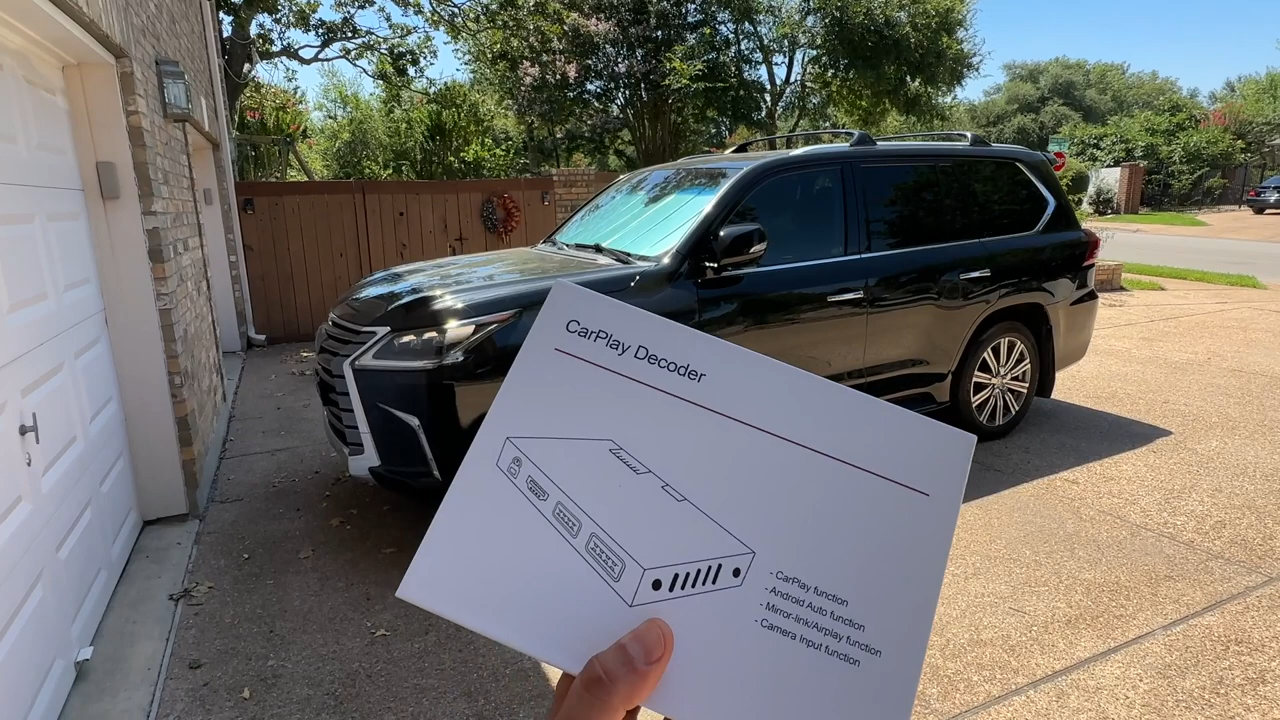 CarPlay Decoder
- CarPlay function
- Android Auto function
- Mirror-link/Airplay function
- Camera Input function